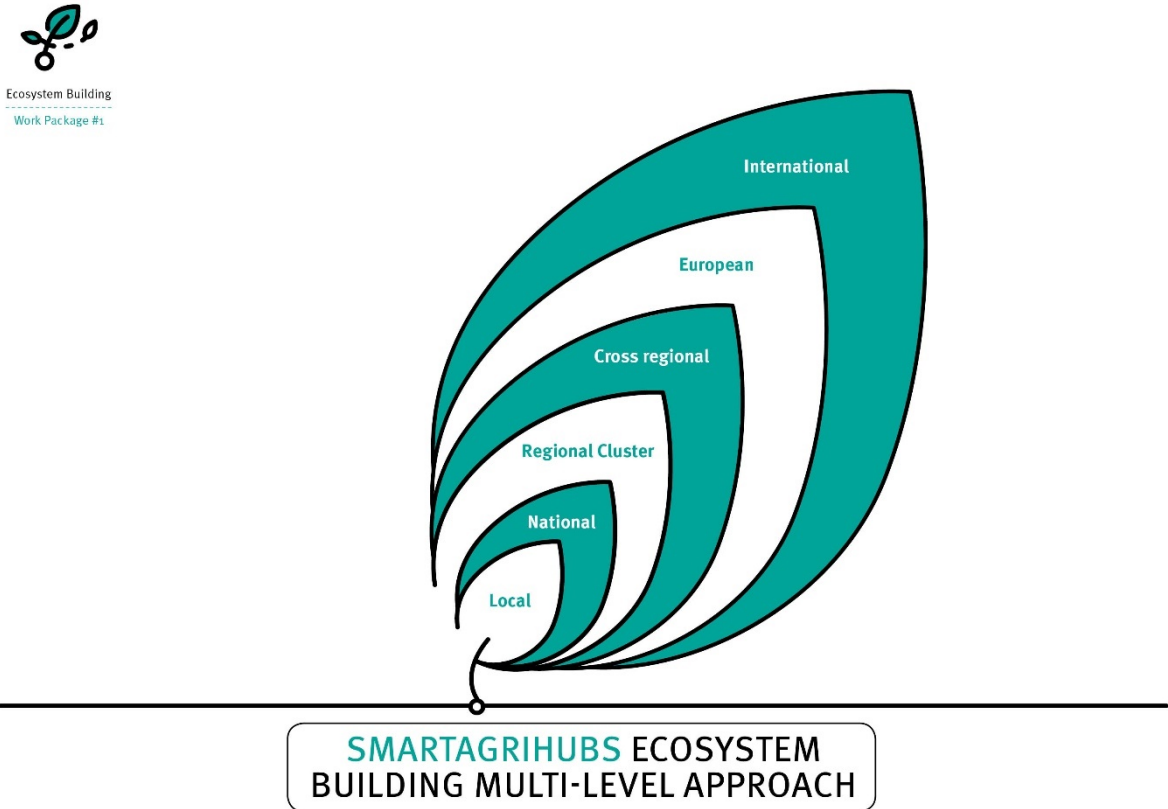 Ecosystem Building
Work Package #1
International
European
Cross regional
Regional Cluster
National
Local
SMARTAGRIHUBS ECOSYSTEM
BUILDING MULTI-LEVEL APPROACH